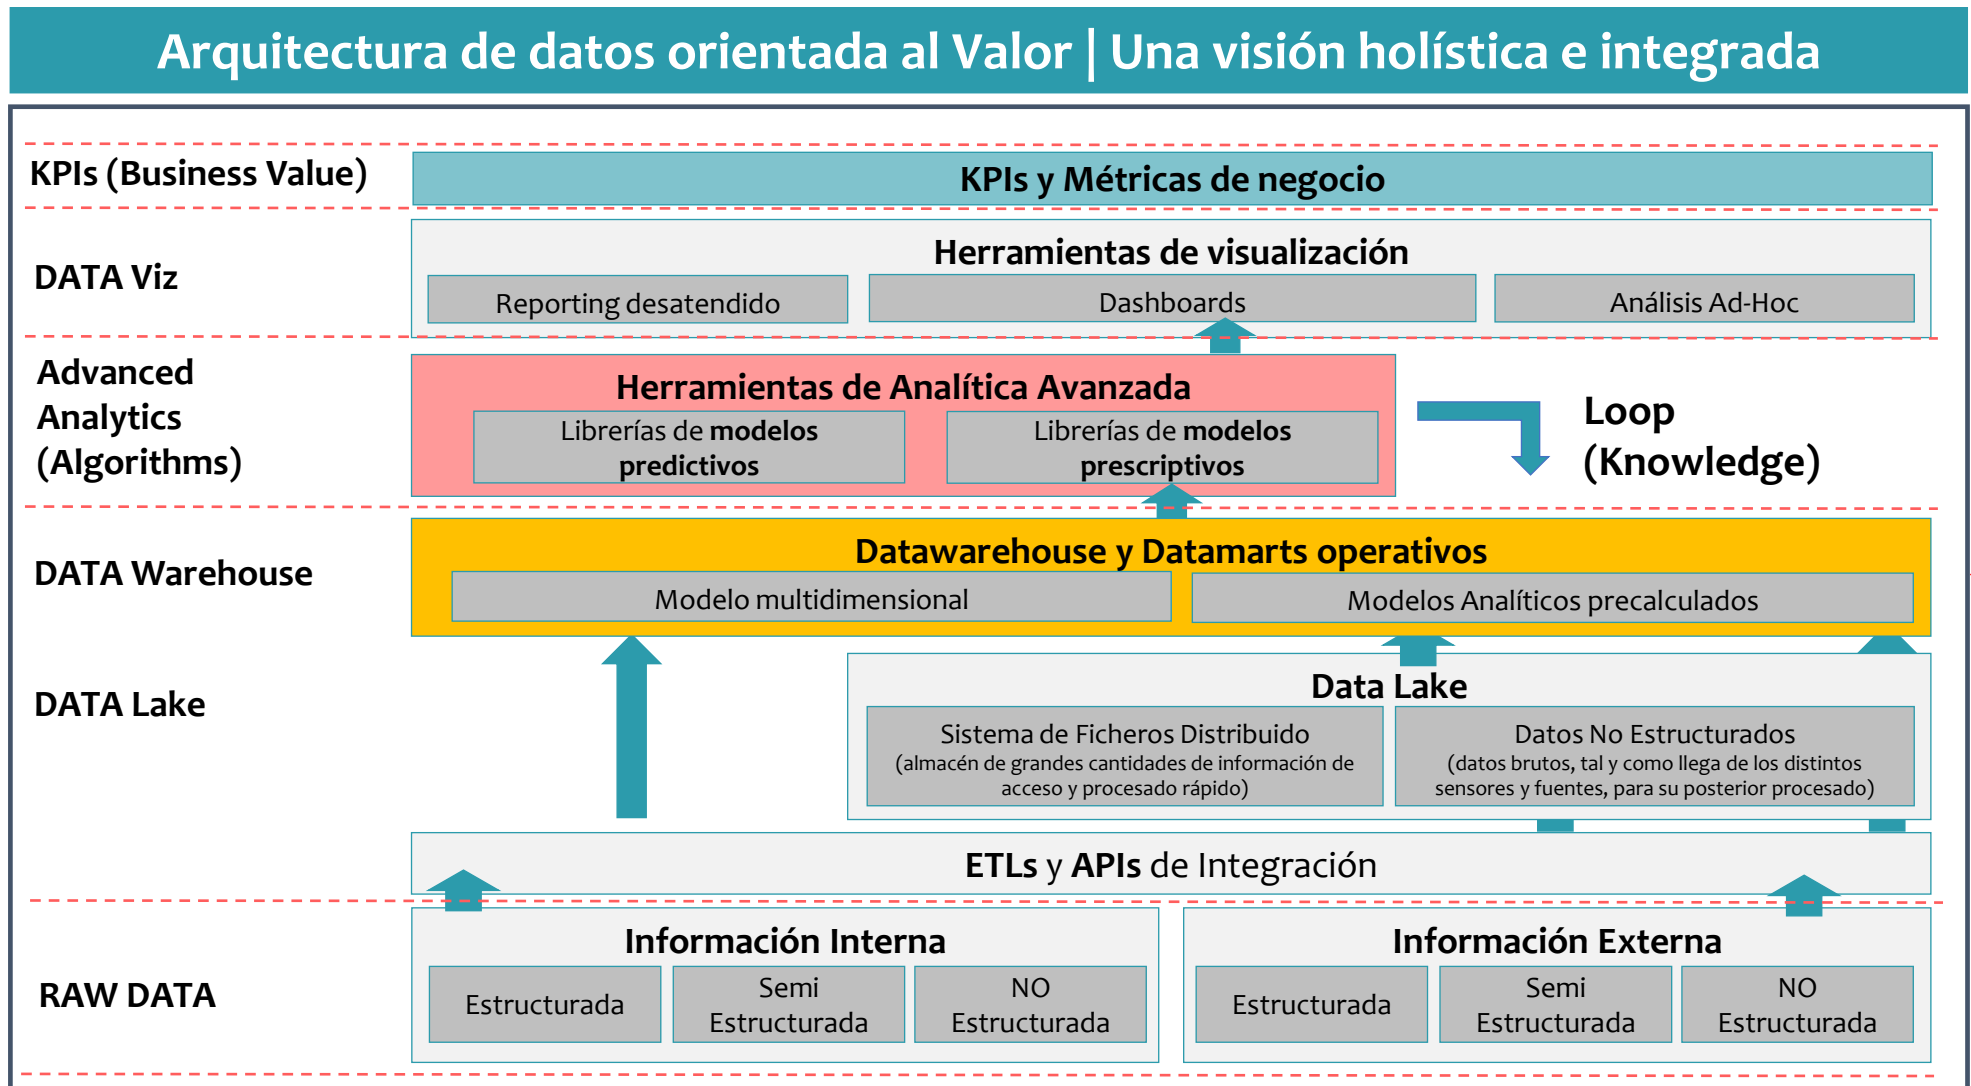 Arquitectura de datos orientada al Valor | Una visión holística e integrada
KPIs (Business Value)
KPIs y Métricas de negocio
DATA Viz
Herramientas de visualización
Reporting desatendido
Dashboards
Análisis Ad-Hoc
Advanced
Analytics
(Algorithms)
Herramientas de Analítica Avanzada
Librerías de modelos
predictivos
Librerías de modelos
prescriptivos
Loop
(Knowledge)
DATA Warehouse
Datawarehouse y Datamarts operativos
Modelo multidimensional
Modelos Analíticos precalculados
DATA Lake
Data Lake
Sistema de Ficheros Distribuido
(almacén de grandes cantidades de información de
acceso y procesado rápido)
Datos No Estructurados
(datos brutos, tal y como llega de los distintos
sensores y fuentes, para su posterior procesado)
ETLs y APIs de Integración
RAW DATA
Información Interna
Estructurada
Semi
Estructurada
NO
Estructurada
Información Externa
Estructurada
Semi
Estructurada
NO
Estructurada